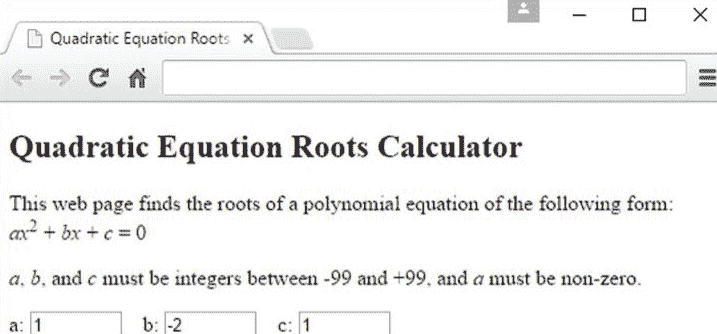 Quadratic Equation Roots
Quadratic Equation Roots Calculator
This web page finds the roots of a polynomial equation of the following form:
ax² + bx + c = 0
a, b, and c must be integers between -99 and +99, and a must be non-zero.
a: 1 b: -2 c: 1